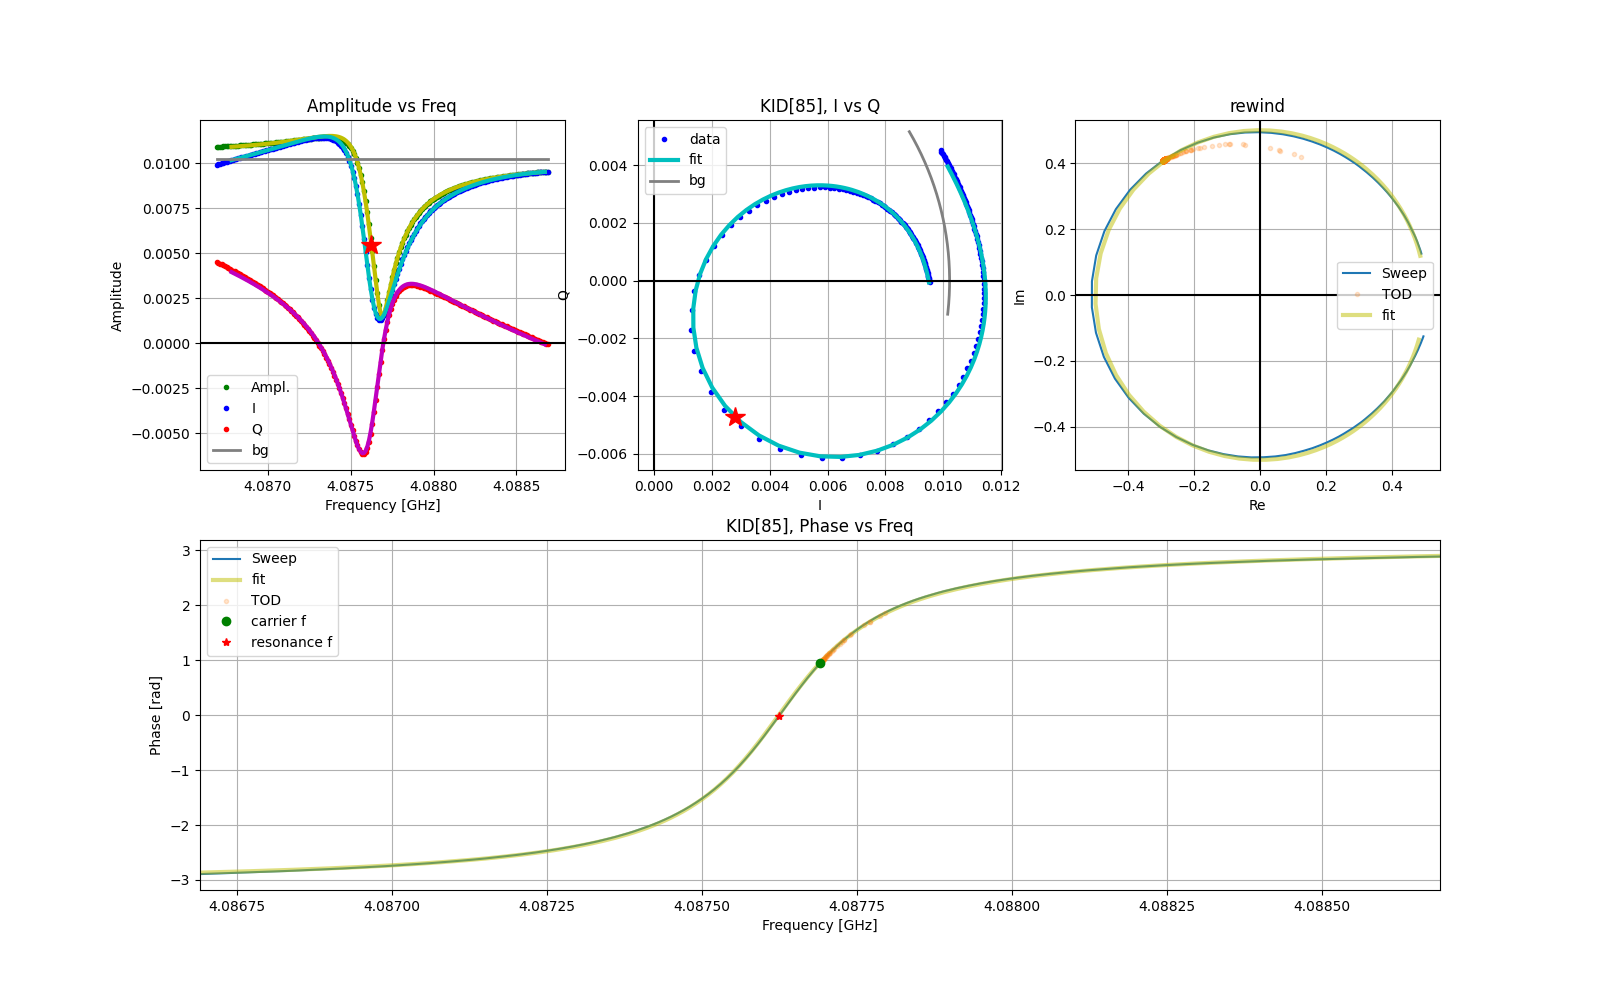 Amplitude vs Freq
KID[85], I vs Q
rewind
0.0100
0.0075
0.0050
0.0025
0.0000
−0.0025
−0.0050
Amplitude
Ampl.
I
Q
bg
4.0870
4.0875
4.0880
4.0885
Frequency [GHz]
data
fit
bg
0.004
0.002
0.000
−0.002
−0.004
−0.006
Q
0.000
0.002
0.004
0.006
0.008
0.010
0.012
I
0.4
0.2
0.0
−0.2
−0.4
Im
Sweep
TOD
fit
−0.4
−0.2
0.0
0.2
0.4
Re
KID[85], Phase vs Freq
Sweep
fit
TOD
carrier f
resonance f
3
2
1
0
−1
−2
−3
Phase [rad]
4.08675
4.08700
4.08725
4.08750
4.08775
4.08800
4.08825
4.08850
Frequency [GHz]